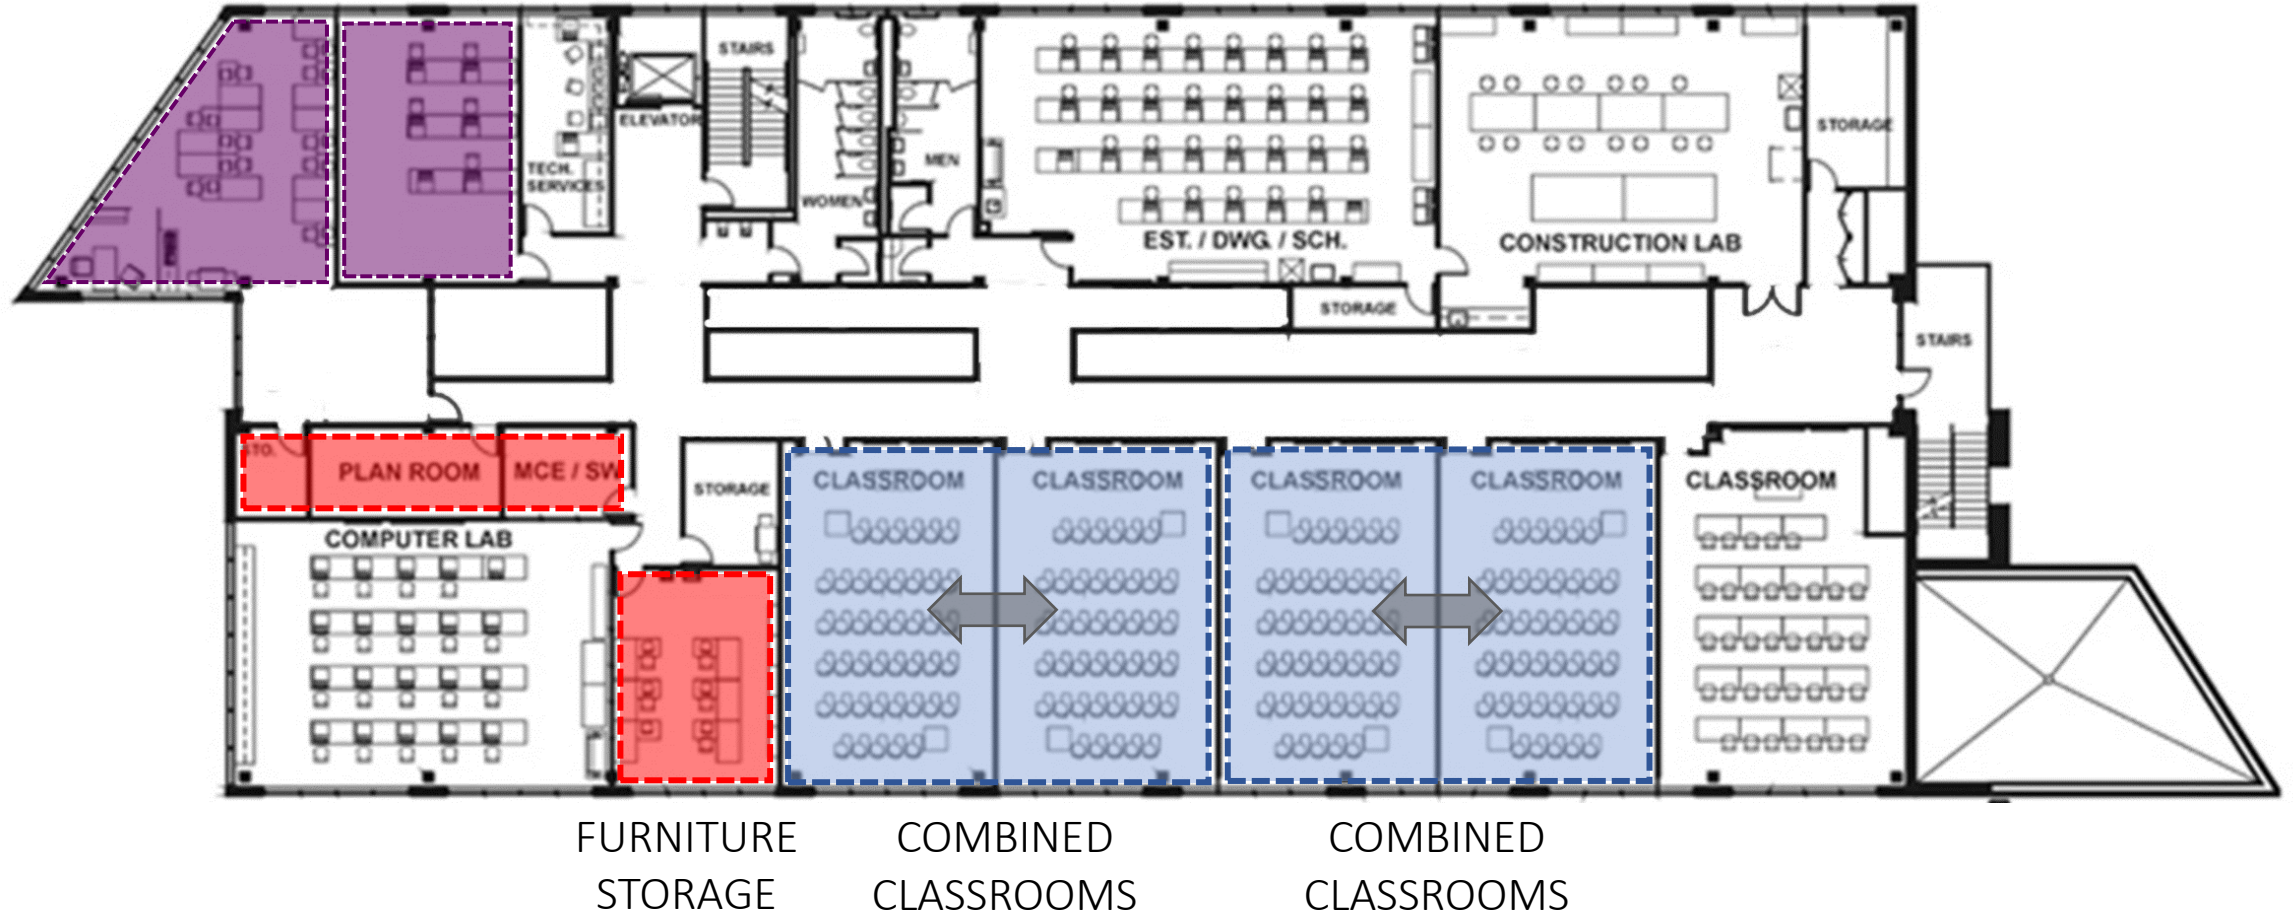 STAIRS
ELEVATOR
TECH.
SERVICES
WOMEN
MEN
EST. / DWG. / SCH.
CONSTRUCTION LAB
STORAGE
STORAGE
STAIRS
STO.
PLAN ROOM
MCE / SW
STORAGE
COMPUTER LAB
CLASSROOM
CLASSROOM
CLASSROOM
CLASSROOM
CLASSROOM
FURNITURE
STORAGE
COMBINED
CLASSROOMS
COMBINED
CLASSROOMS